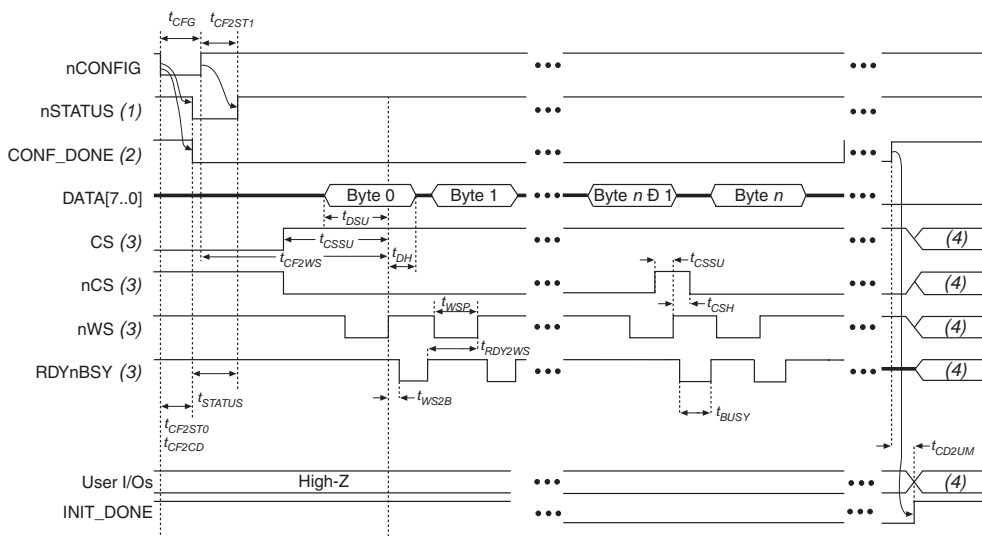 tCFG
tCF2ST1
nCONFIG
nSTATUS (1)
CONF_DONE (2)
DATA[7..0]
Byte 0
Byte 1
Byte n Ð 1
Byte n
tDSU
CS (3)
tCSSU
(4)
tCF2WS
tDH
tCSSU
nCS (3)
(4)
tWSP
tCSH
nWS (3)
(4)
tRDY2WS
RDYnBSY (3)
(4)
tSTATUS
tWS2B
tBUSY
tCF2ST0
tCF2CD
tCD2UM
User I/Os
High-Z
(4)
INIT_DONE